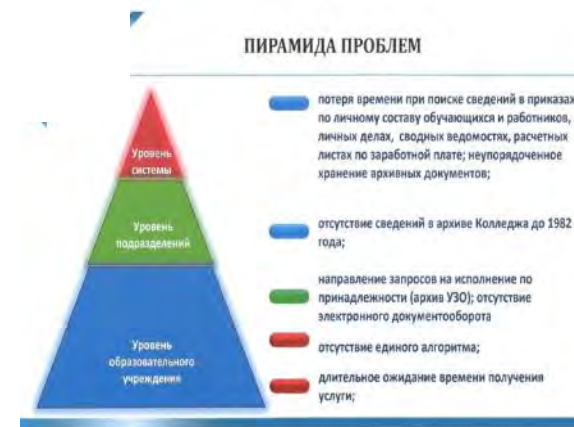 ПИРАМИДА ПРОБЛЕМ
Уровень
системы
Уровень
подразделений
Уровень
образовательного
учреждения
потеря времени при поиске сведений в приказах
по личному составу обучающихся и работников,
личных делах, сводных ведомостях, расчетных
листах по заработной плате; неупорядоченное
хранение архивных документов;
отсутствие сведений в архиве Колледжа до 1982
года;
направление запросов на исполнение по
принадлежности (архив УЗО); отсутствие
электронного документооборота
отсутствие единого алгоритма;
длительное ожидание времени получения
услуги;